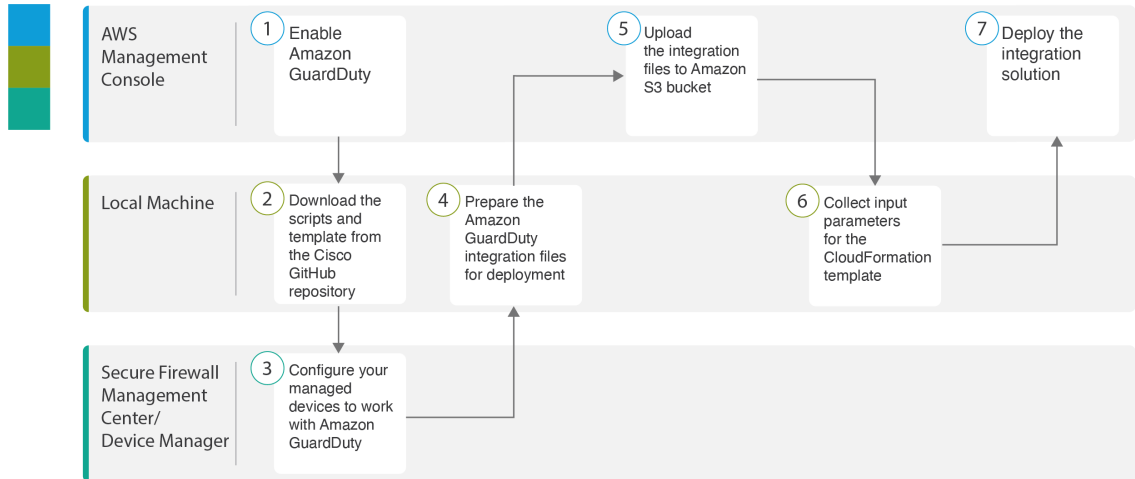 AWS
Management
Console
1
Enable
Amazon
GuardDuty
5
Upload
the integration
files to Amazon
S3 bucket
7
Deploy the
integration
solution
Local Machine
2
Download the
scripts and
template from
the Cisco
GitHub
repository
4
Prepare the
Amazon
GuardDuty
integration files
for deployment
6
Collect input
parameters
for the
CloudFormation
template
Secure Firewall
Management
Center/
Device Manager
3
Configure your
managed
devices to work
with Amazon
GuardDuty